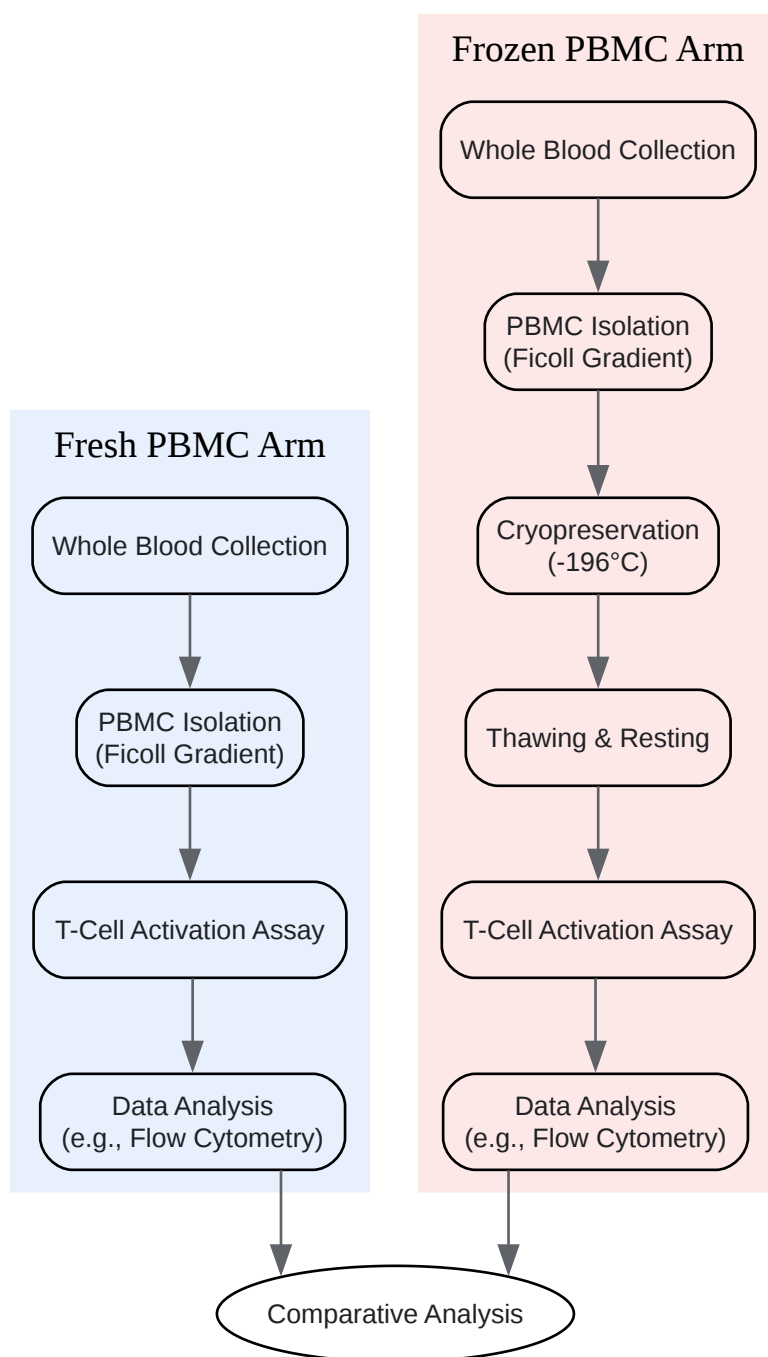 Frozen PBMC Arm
Whole Blood Collection
PBMC Isolation
(Ficoll Gradient)
Cryopreservation
(-196°C)
Thawing & Resting
T-Cell Activation Assay
Data Analysis
(e.g., Flow Cytometry)
Fresh PBMC Arm
Whole Blood Collection
PBMC Isolation
(Ficoll Gradient)
T-Cell Activation Assay
Data Analysis
(e.g., Flow Cytometry)
Comparative Analysis